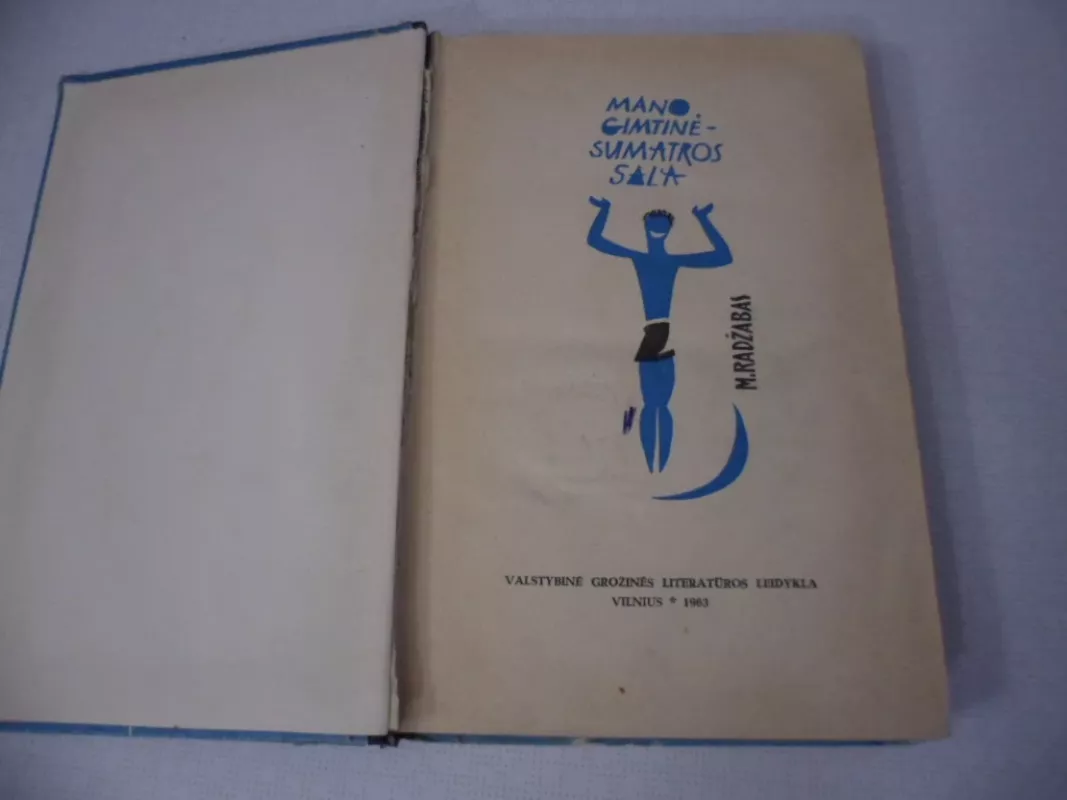 MANO
GIMTINĖ-
SUMATROS
SALA
M. RADŽABAS
VALSTYBINĖ GROŽINĖS LITERATŪROS LEIDYKLA
VILNIUS * 1963